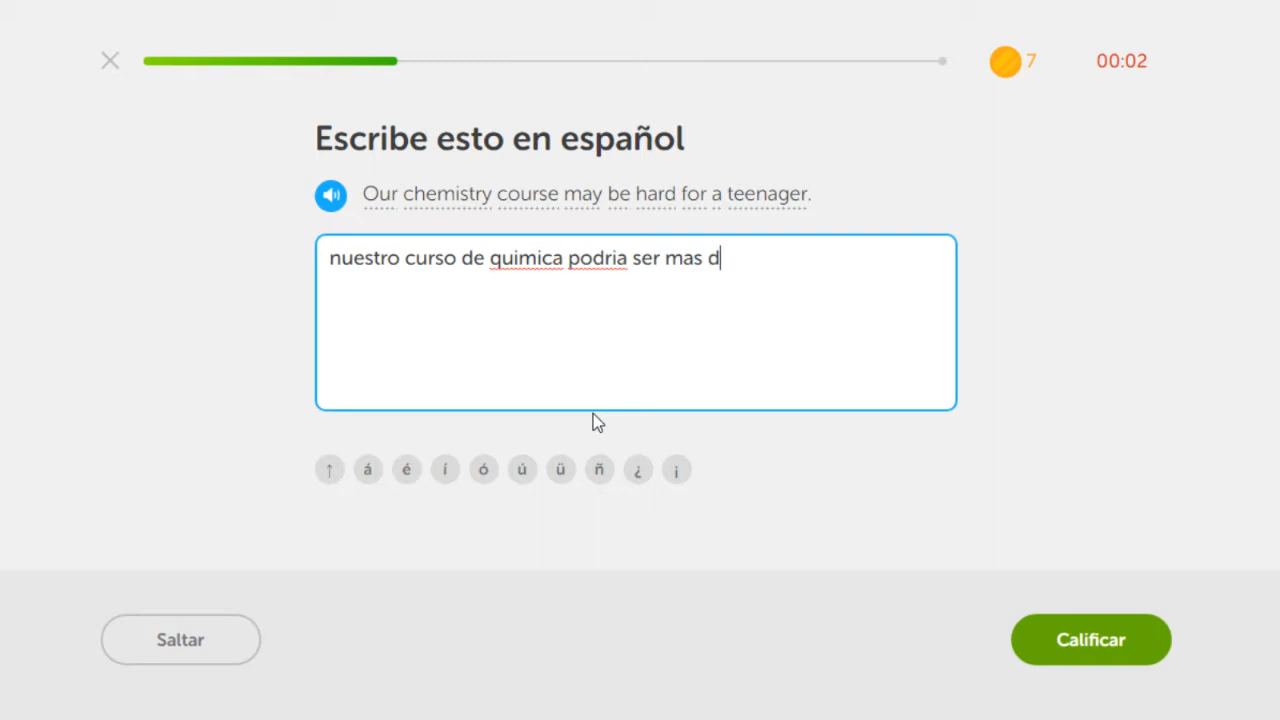 7 00:02
Escribe esto en español
Our chemistry course may be hard for a teenager.
nuestro curso de quimica podria ser mas d
↑ á é í ó ú ü ñ ¿ ¡
Saltar Calificar